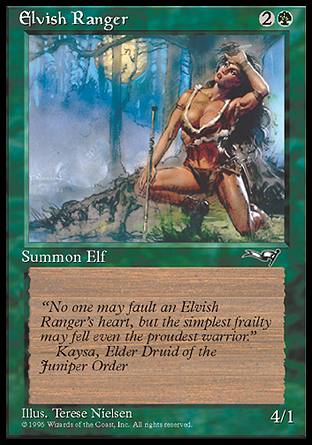 Elvish Ranger 2
Summon Elf
"No one may fault an Elvish
Ranger's heart, but the simplest frailty
may fell even the proudest warrior."
—Kaysa, Elder Druid of the
Juniper Order
Illus. Terese Nielsen 4/1
© 1996 Wizards of the Coast, Inc. All rights reserved.